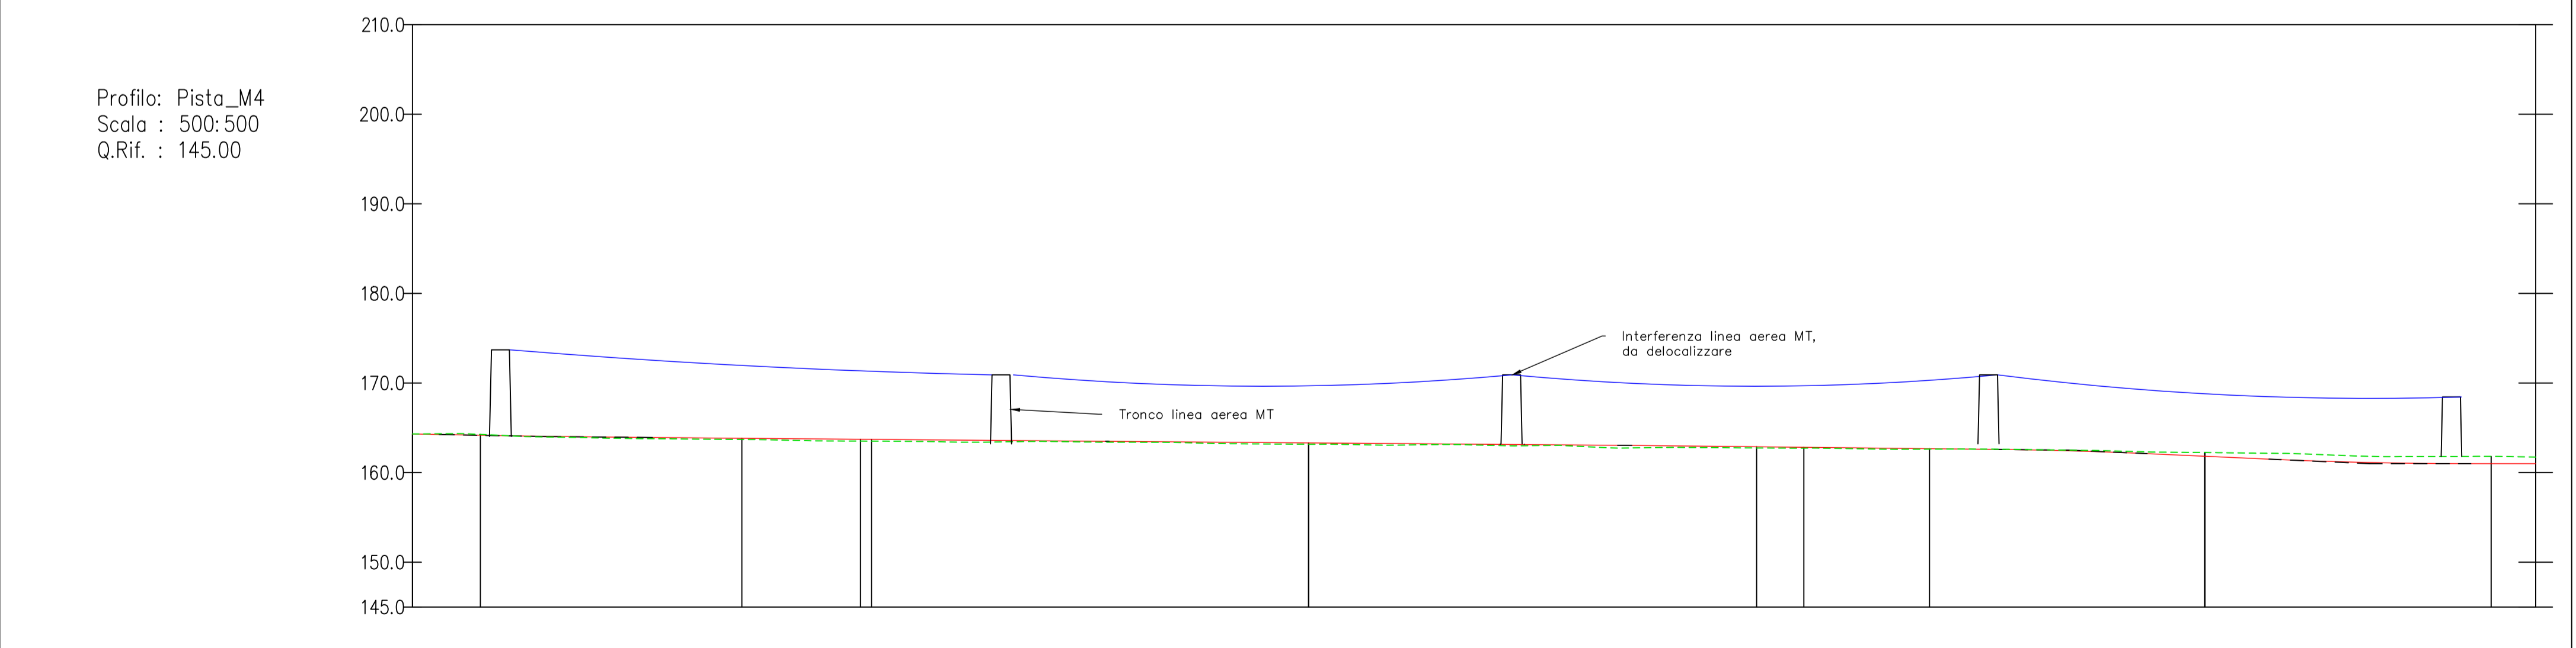 Profilo: Pista_M4
Scala : 500:500
Q.Rif. : 145.00
210.0
200.0
190.0
180.0
170.0
160.0
150.0
145.0
Interferenza linea aerea MT,
da delocalizzare
Tronco linea aerea MT